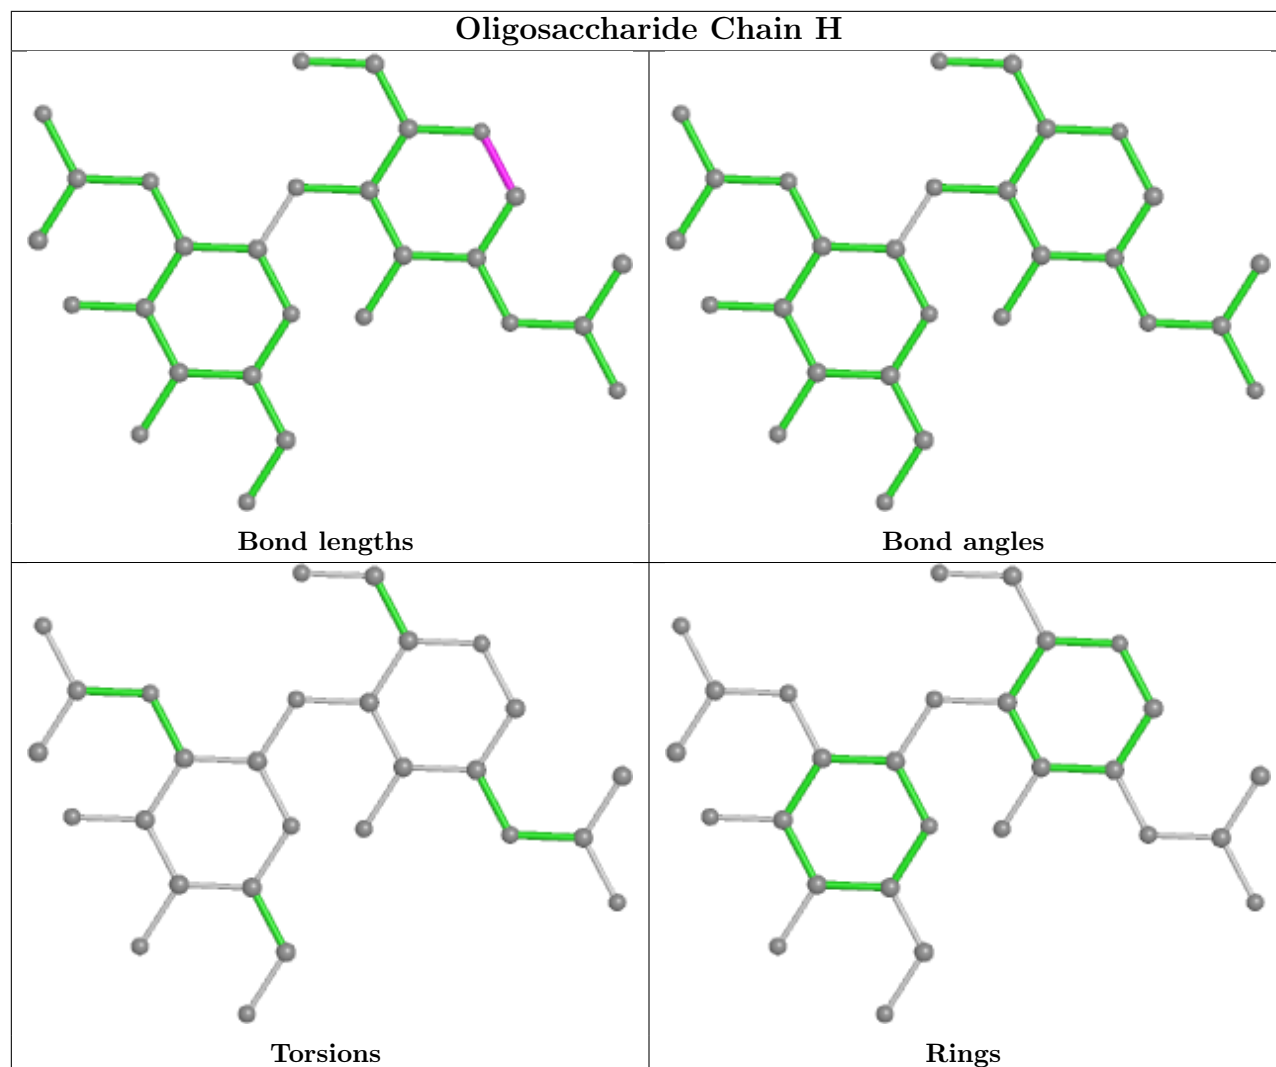 Oligosaccharide Chain H
Bond lengths
Bond angles
Torsions
Rings